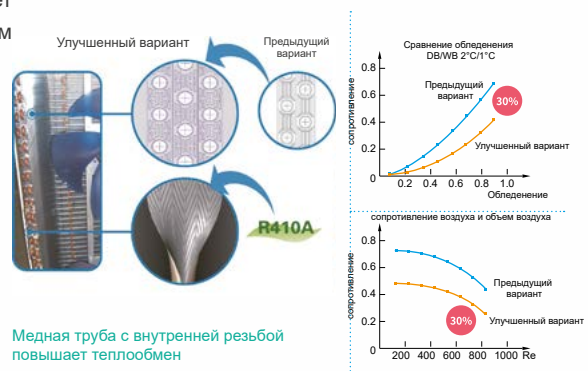 ет
м
Улучшенный вариант
Предыдущий
вариант
R410A
Медная труба с внутренней резьбой
повышает теплообмен
Сравнение обледенения
DB/WB 2°C/1°C
сопротивление
0.8
0.6
0.4
0.2
0
Предыдущий
вариант
30%
Улучшенный вариант
0.2 0.4 0.6 0.8 1.0
Обледенение
сопротивление воздуха и объем воздуха
сопротивление
0.8
0.6
0.4
0.2
0
Предыдущий
вариант
30%
Улучшенный вариант
200 400 600 800 1000 Re